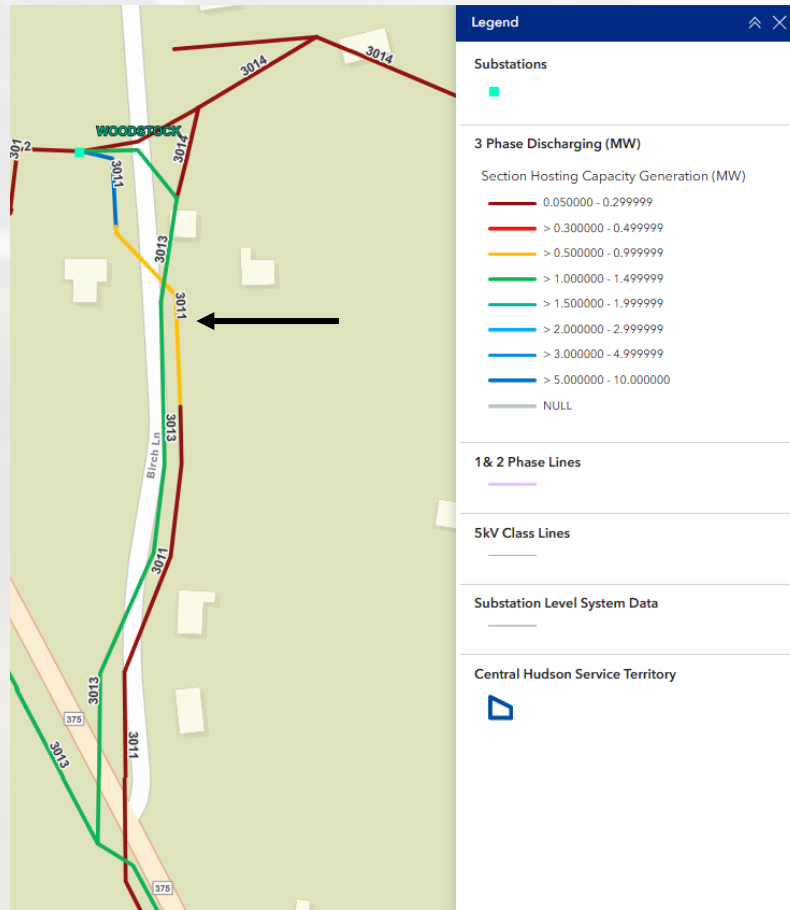 3014
3014
WOODSTOCK
301
2
3014
3011
3013
3011
3013
Birch Ln
3011
3013
375
3011
3013
375
Legend
Substations
3 Phase Discharging (MW)
Section Hosting Capacity Generation (MW)
0.050000 - 0.299999
> 0.300000 - 0.499999
> 0.500000 - 0.999999
> 1.000000 - 1.499999
> 1.500000 - 1.999999
> 2.000000 - 2.999999
> 3.000000 - 4.999999
> 5.000000 - 10.000000
NULL
1& 2 Phase Lines
5kV Class Lines
Substation Level System Data
Central Hudson Service Territory